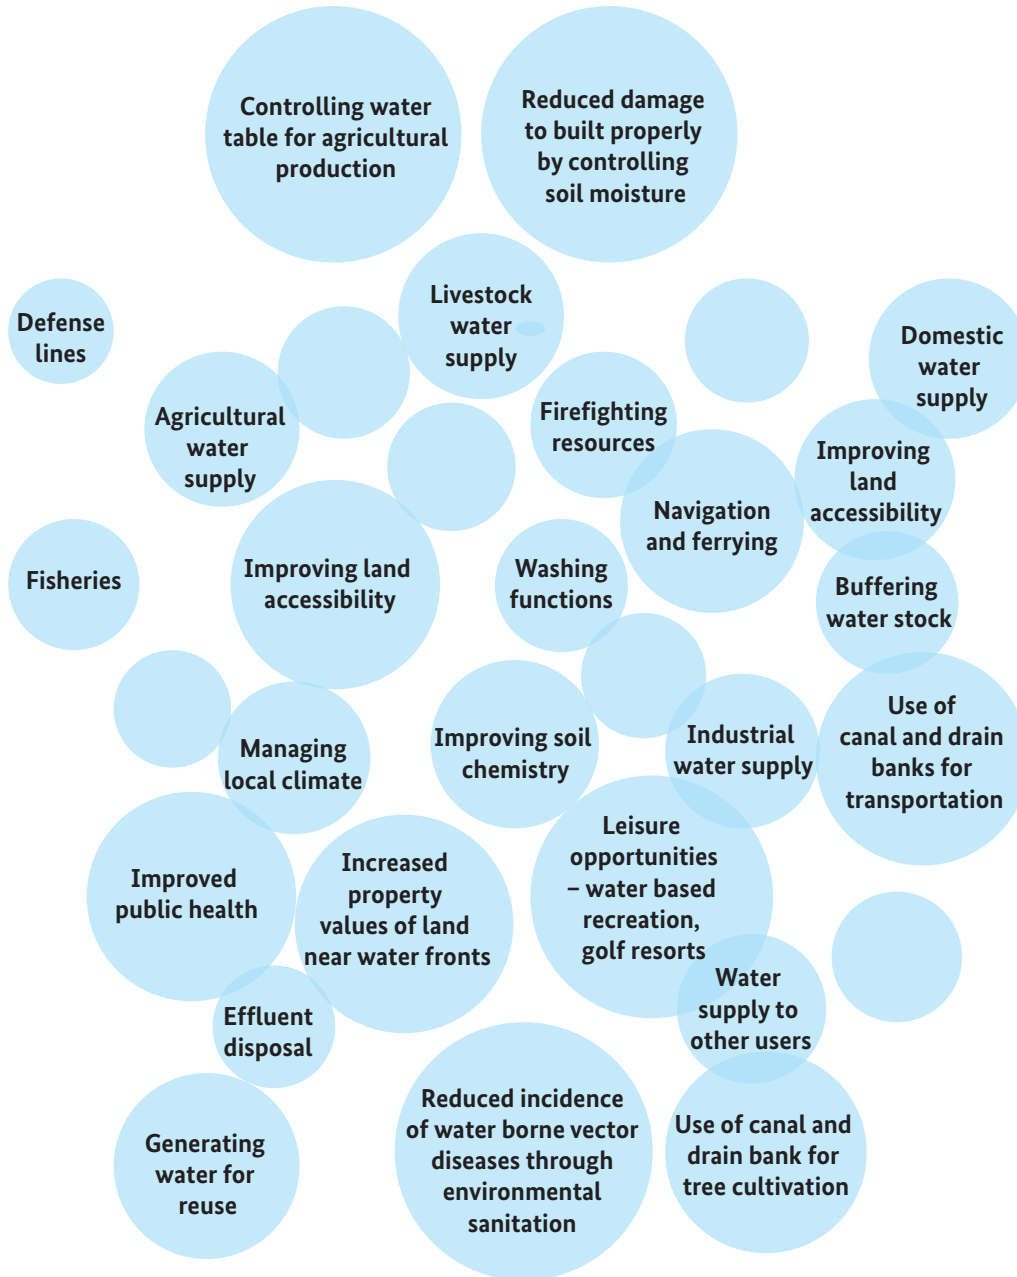 Controlling water
table for agricultural
production
Reduced damage
to built properly
by controlling
soil moisture
Livestock
water
supply
Defense
lines
Domestic
water
supply
Agricultural
water
supply
Firefighting
resources
Improving
land
accessibility
Navigation
and ferrying
Fisheries
Improving land
accessibility
Washing
functions
Buffering
water stock
Managing
local climate
Improving soil
chemistry
Industrial
water supply
Use of
canal and drain
banks for
transportation
Improved
public health
Increased
property
values of land
near water fronts
Leisure
opportunities
– water based
recreation,
golf resorts
Water
supply to
other users
Effluent
disposal
Generating
water for
reuse
Reduced incidence
of water borne vector
diseases through
environmental
sanitation
Use of canal and
drain bank for
tree cultivation